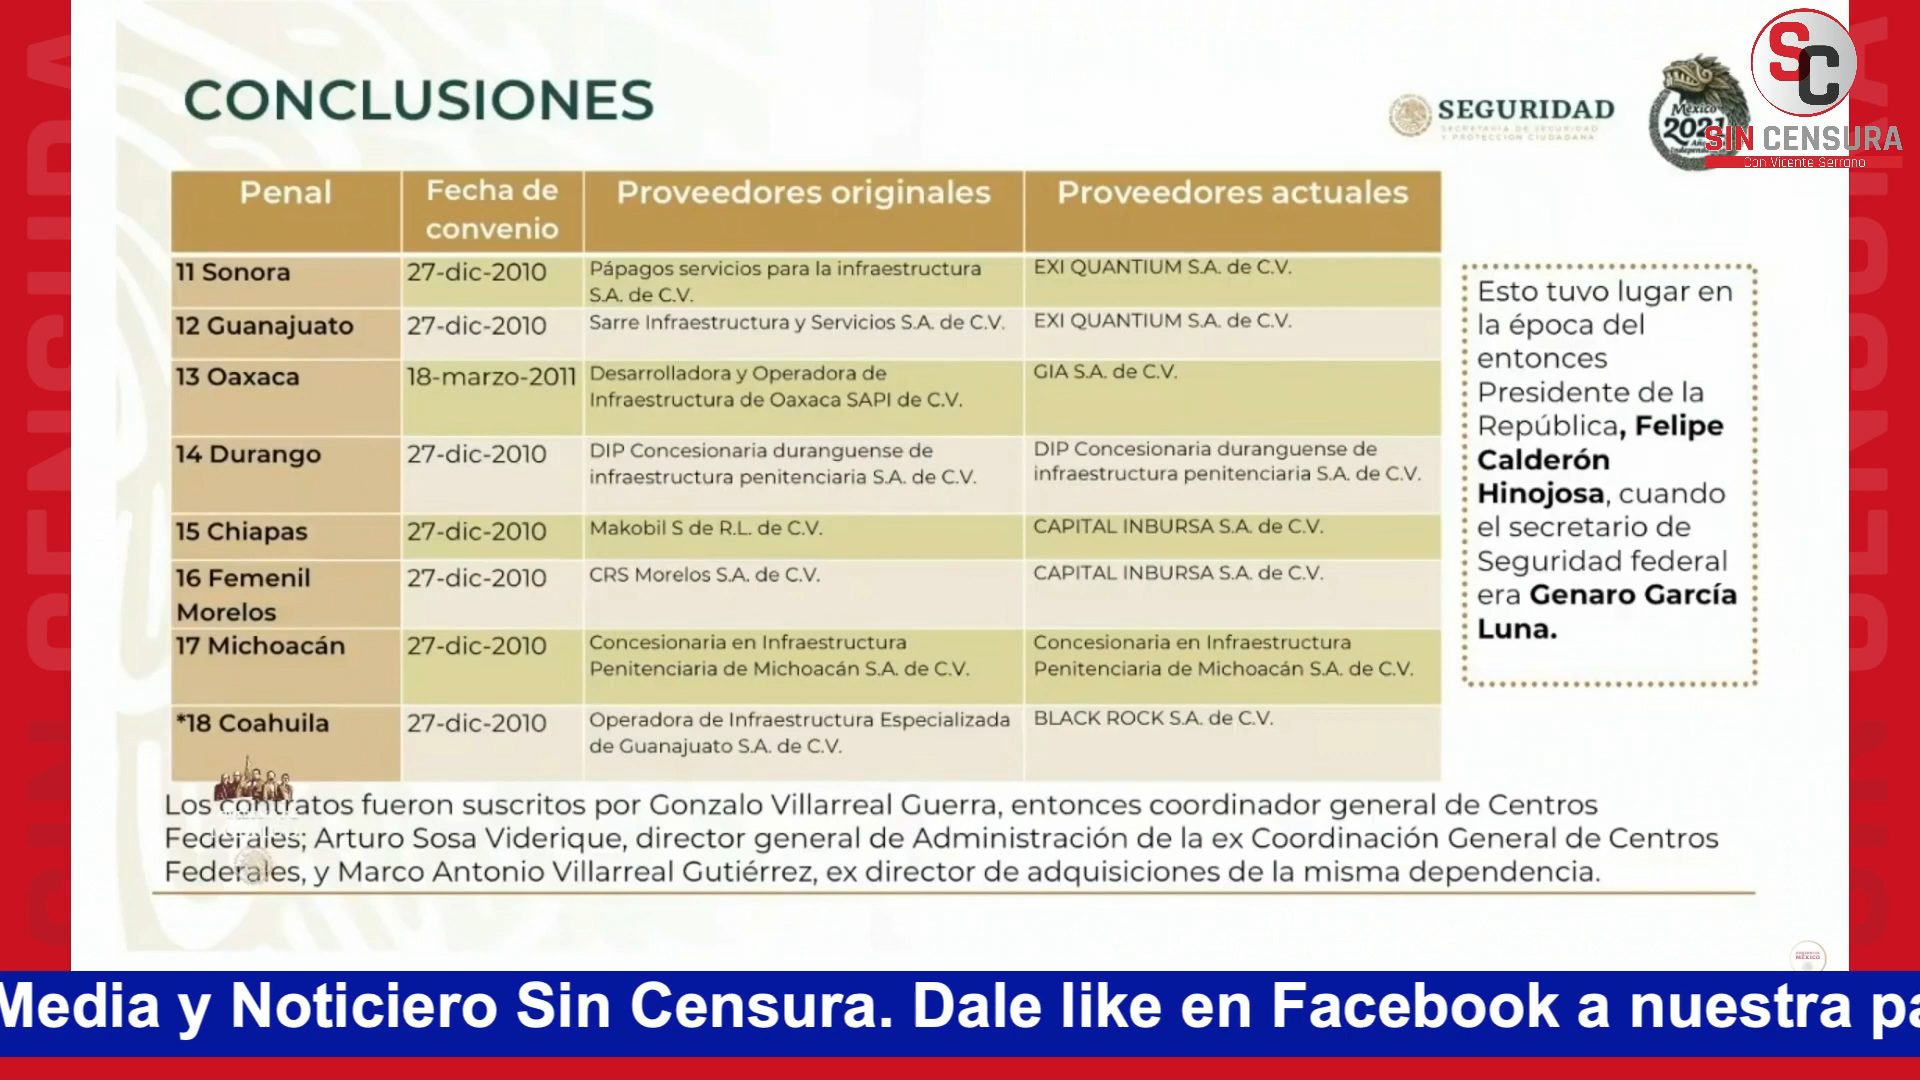 CONCLUSIONES
SEGURIDAD
SECRETARÍA DE SEGURIDAD
Y PROTECCIÓN CIUDADANA
México
2021
SC
SIN CENSURA
Con Vicente Serrano
Penal
Fecha de
convenio
Proveedores originales
Proveedores actuales
11 Sonora
27-dic-2010
Pápagos servicios para la infraestructura
S.A. de C.V.
EXI QUANTIUM S.A. de C.V.
12 Guanajuato
27-dic-2010
Sarre Infraestructura y Servicios S.A. de C.V.
EXI QUANTIUM S.A. de C.V.
13 Oaxaca
18-marzo-2011
Desarrolladora y Operadora de
Infraestructura de Oaxaca SAPI de C.V.
GIA S.A. de C.V.
14 Durango
27-dic-2010
DIP Concesionaria duranguense de
infraestructura penitenciaria S.A. de C.V.
DIP Concesionaria duranguense de
infraestructura penitenciaria S.A. de C.V.
15 Chiapas
27-dic-2010
Makobil S de R.L. de C.V.
CAPITAL INBURSA S.A. de C.V.
16 Femenil
Morelos
27-dic-2010
CRS Morelos S.A. de C.V.
CAPITAL INBURSA S.A. de C.V.
17 Michoacán
27-dic-2010
Concesionaria en Infraestructura
Penitenciaria de Michoacán S.A. de C.V.
Concesionaria en Infraestructura
Penitenciaria de Michoacán S.A. de C.V.
*18 Coahuila
27-dic-2010
Operadora de Infraestructura Especializada
de Guanajuato S.A. de C.V.
BLACK ROCK S.A. de C.V.
Esto tuvo lugar en
la época del
entonces
Presidente de la
República, Felipe
Calderón
Hinojosa, cuando
el secretario de
Seguridad federal
era Genaro García
Luna.
Los contratos fueron suscritos por Gonzalo Villarreal Guerra, entonces coordinador general de Centros
Federales; Arturo Sosa Viderique, director general de Administración de la ex Coordinación General de Centros
Federales, y Marco Antonio Villarreal Gutiérrez, ex director de adquisiciones de la misma dependencia.
Media y Noticiero Sin Censura. Dale like en Facebook a nuestra pa